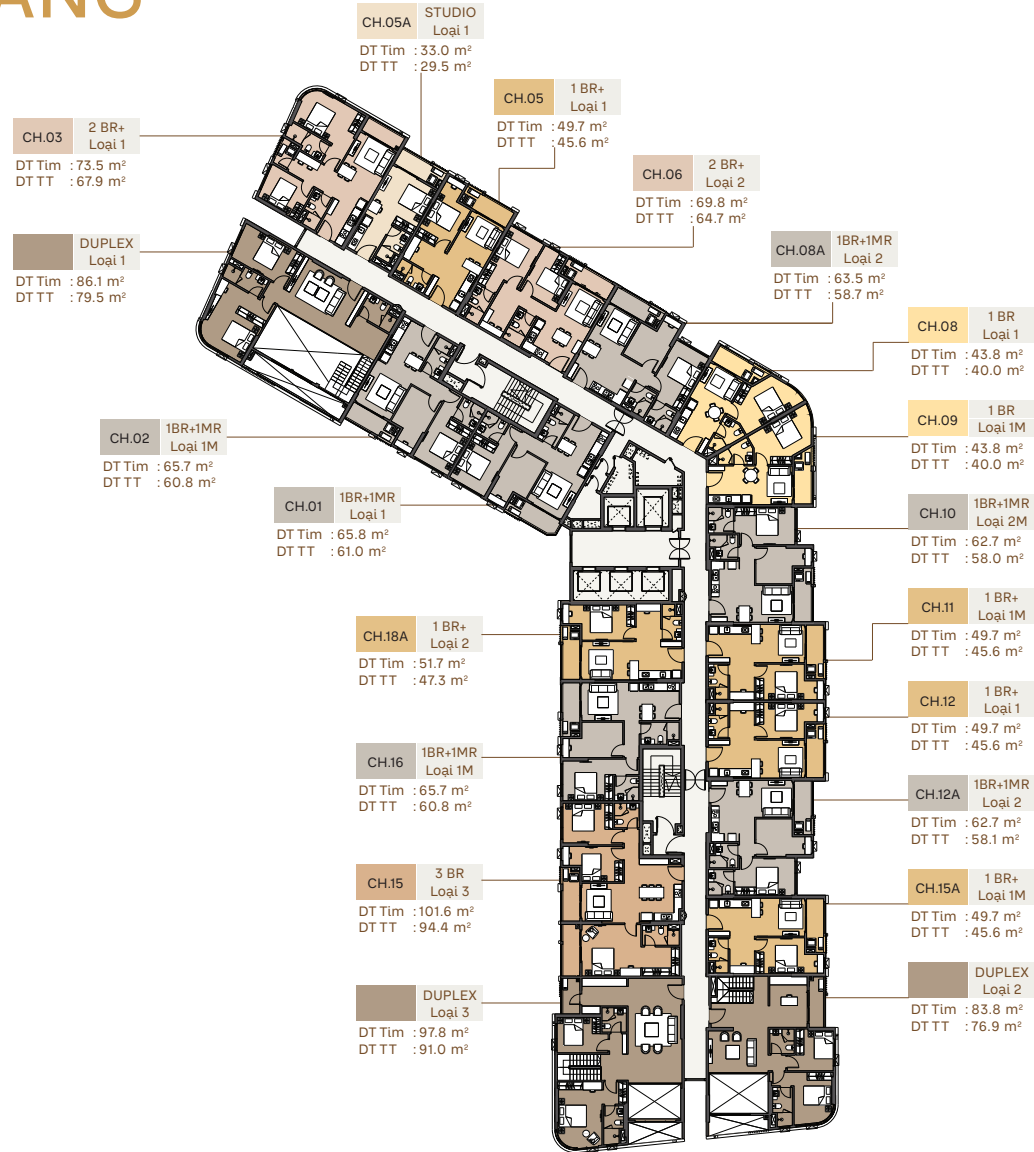 CH.05A
STUDIO
Loại 1
DT Tim : 33.0 m²
DT TT : 29.5 m²
CH.05
1 BR+
Loại 1
DT Tim : 49.7 m²
DT TT : 45.6 m²
CH.03
2 BR+
Loại 1
DT Tim : 73.5 m²
DT TT : 67.9 m²
CH.06
2 BR+
Loại 2
DT Tim : 69.8 m²
DT TT : 64.7 m²
DUPLEX
Loại 1
DT Tim : 86.1 m²
DT TT : 79.5 m²
CH.08A
1BR+1MR
Loại 2
DT Tim : 63.5 m²
DT TT : 58.7 m²
CH.08
1 BR
Loại 1
DT Tim : 43.8 m²
DT TT : 40.0 m²
CH.09
1 BR
Loại 1M
DT Tim : 43.8 m²
DT TT : 40.0 m²
CH.02
1BR+1MR
Loại 1M
DT Tim : 65.7 m²
DT TT : 60.8 m²
CH.01
1BR+1MR
Loại 1
DT Tim : 65.8 m²
DT TT : 61.0 m²
CH.10
1BR+1MR
Loại 2M
DT Tim : 62.7 m²
DT TT : 58.0 m²
CH.11
1 BR+
Loại 1M
DT Tim : 49.7 m²
DT TT : 45.6 m²
CH.18A
1 BR+
Loại 2
DT Tim : 51.7 m²
DT TT : 47.3 m²
CH.12
1 BR+
Loại 1
DT Tim : 49.7 m²
DT TT : 45.6 m²
CH.16
1BR+1MR
Loại 1M
DT Tim : 65.7 m²
DT TT : 60.8 m²
CH.12A
1BR+1MR
Loại 2
DT Tim : 62.7 m²
DT TT : 58.1 m²
CH.15
3 BR
Loại 3
DT Tim : 101.6 m²
DT TT : 94.4 m²
CH.15A
1 BR+
Loại 1M
DT Tim : 49.7 m²
DT TT : 45.6 m²
DUPLEX
Loại 3
DT Tim : 97.8 m²
DT TT : 91.0 m²
DUPLEX
Loại 2
DT Tim : 83.8 m²
DT TT : 76.9 m²